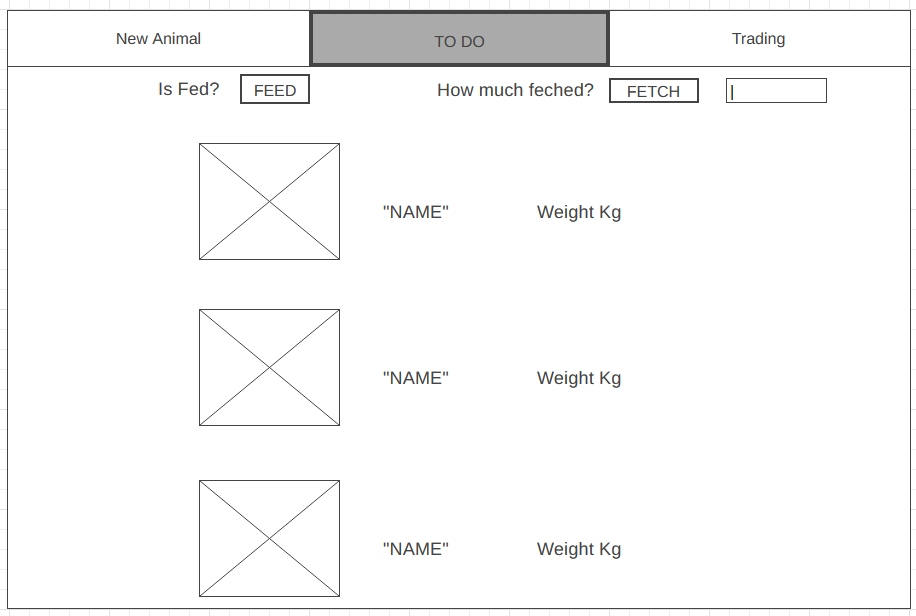 New Animal TO DO Trading
Is Fed? FEED How much feched? FETCH
"NAME" Weight Kg
"NAME" Weight Kg
"NAME" Weight Kg